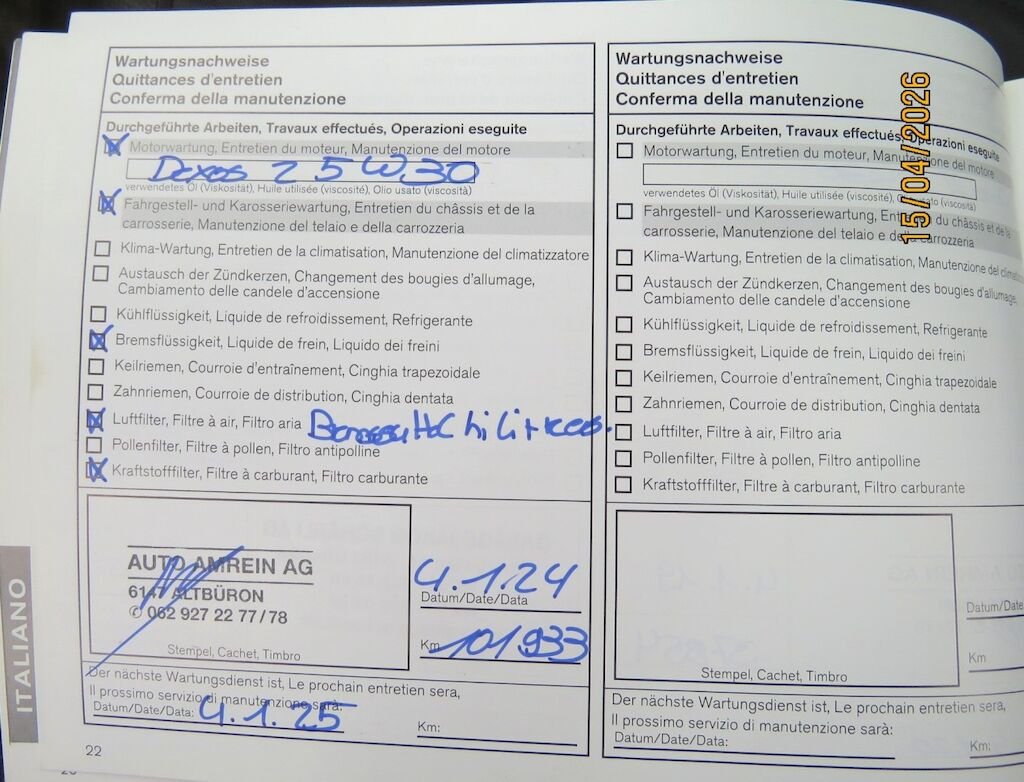 Wartungsnachweise
Quittances d'entretien
Conferma della manutenzione
Durchgeführte Arbeiten, Travaux effectués, Operazioni eseguite
Motorwartung, Entretien du moteur, Manutenzione del motore
Dexos 2 5W30
verwendetes Öl (Viskosität), Huile utilisée (viscosité), Olio usato (viscosità)
Fahrgestell- und Karosseriewartung, Entretien du châssis et de la
carrosserie, Manutenzione del telaio e della carrozzeria
Klima-Wartung, Entretien de la climatisation, Manutenzione del climatizzatore
Austausch der Zündkerzen, Changement des bougies d'allumage,
Cambiamento delle candele d'accensione
Kühlflüssigkeit, Liquide de refroidissement, Refrigerante
Bremsflüssigkeit, Liquide de frein, Liquido dei freini
Keilriemen, Courroie d'entraînement, Cinghia trapezoidale
Zahnriemen, Courroie de distribution, Cinghia dentata
Luftfilter, Filtre à air, Filtro aria
Pollenfilter, Filtre à pollen, Filtro antipolline
Kraftstofffilter, Filtre à carburant, Filtro carburante
AUTO AMREIN AG
6147 ALTBÜRON
✆ 062 927 22 77/78
Stempel, Cachet, Timbro
4.1.24
Datum/Date/Data
Km 101933
Der nächste Wartungsdienst ist, Le prochain entretien sera,
Il prossimo servizio di manutenzione sarà:
Datum/Date/Data: 4.1.25
Km:
22
ITALIANO
Wartungsnachweise
Quittances d'entretien
Conferma della manutenzione
Durchgeführte Arbeiten, Travaux effectués, Operazioni eseguite
Motorwartung, Entretien du moteur, Manutenzione del motore
verwendetes Öl (Viskosität), Huile utilisée (viscosité), Olio usato (viscosità)
Fahrgestell- und Karosseriewartung, Entretien du châssis et de la
carrosserie, Manutenzione del telaio e della carrozzeria
Klima-Wartung, Entretien de la climatisation, Manutenzione del
Austausch der Zündkerzen, Changement des bougies d'allumage,
Cambiamento delle candele d'accensione
Kühlflüssigkeit, Liquide de refroidissement, Refrigerante
Bremsflüssigkeit, Liquide de frein, Liquido dei freini
Keilriemen, Courroie d'entraînement, Cinghia trapezoidale
Zahnriemen, Courroie de distribution, Cinghia dentata
Luftfilter, Filtre à air, Filtro aria
Pollenfilter, Filtre à pollen, Filtro antipolline
Kraftstofffilter, Filtre à carburant, Filtro carburante
Stempel, Cachet, Timbro
Datum/Date/
Km
Der nächste Wartungsdienst ist, Le prochain entretien sera,
Il prossimo servizio di manutenzione sarà:
Datum/Date/Data:
Km:
15/04/2026